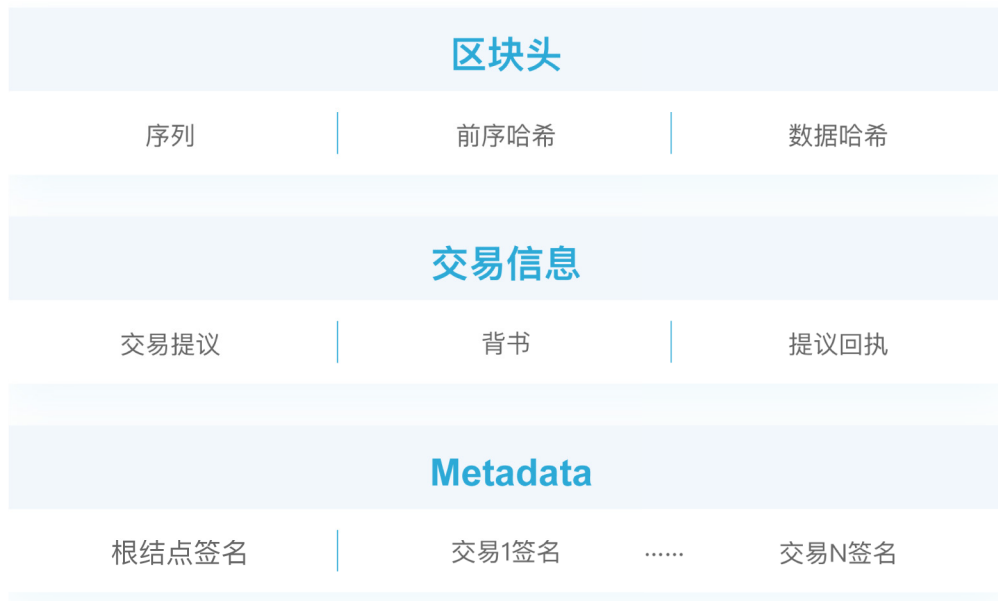 区块头
序列 前序哈希 数据哈希
交易信息
交易提议 背书 提议回执
Metadata
根结点签名 交易1签名 ...... 交易N签名